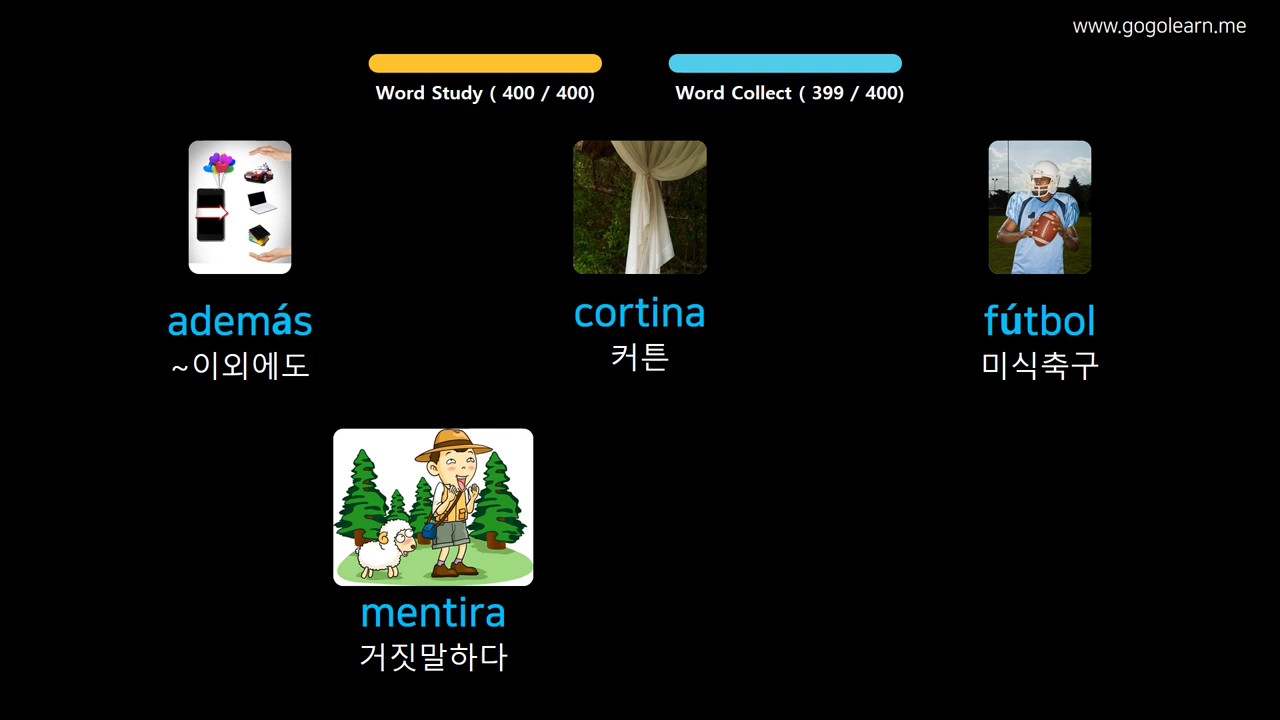 www.gogolearn.me
Word Study ( 400 / 400)
Word Collect ( 399 / 400)
además
~이외에도
cortina
커튼
fútbol
미식축구
mentira
거짓말하다